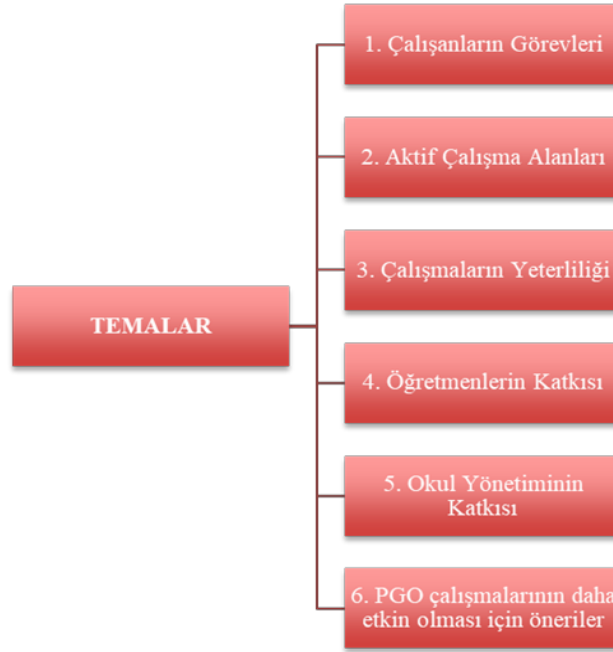 1. Çalışanların Görevleri
2. Aktif Çalışma Alanları
3. Çalışmaların Yeterliliği
TEMALAR
4. Öğretmenlerin Katkısı
5. Okul Yönetiminin
Katkısı
6. PGO çalışmalarının daha
etkin olması için öneriler